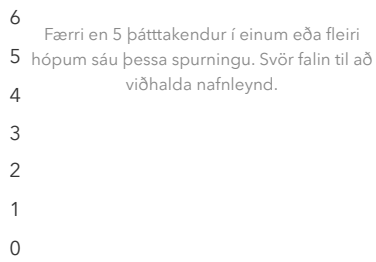 6
Færri en 5 þátttakendur í einum eða fleiri
5
hópum sáu þessa spurningu. Svör falin til að
viðhalda nafnleynd.
4
3
2
1
0